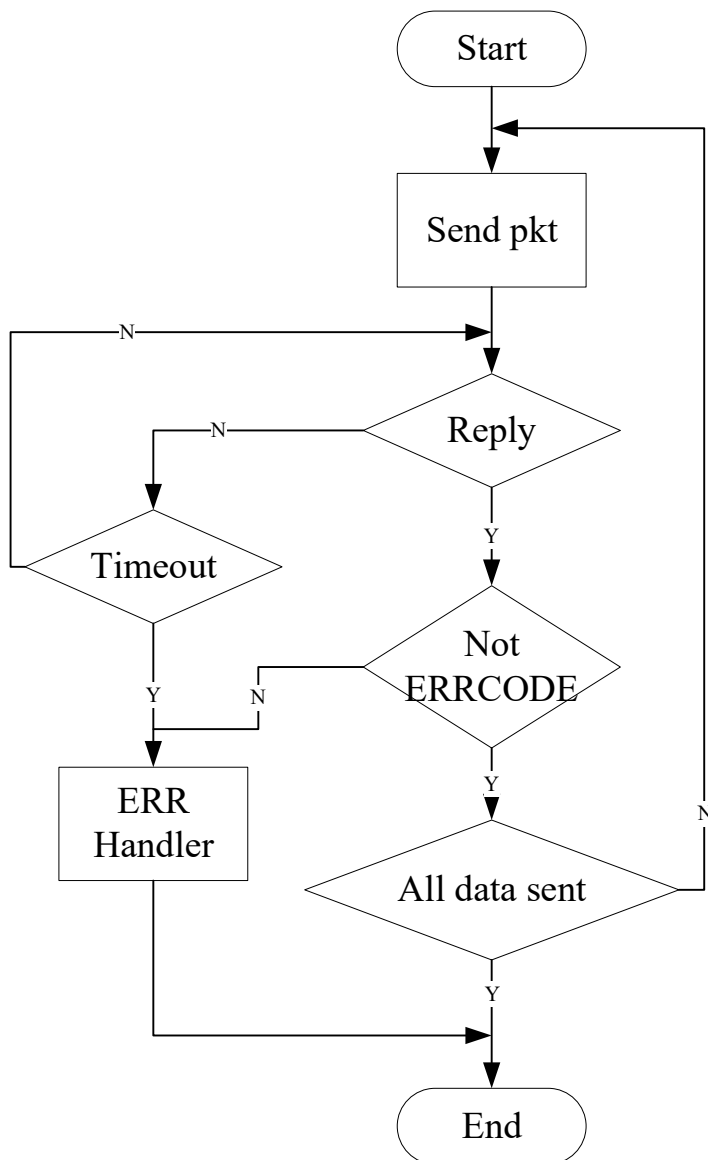 Start
Send pkt
N
Reply
N
Y
Timeout
Not
ERRCODE
Y
N
Y
ERR
Handler
N
All data sent
Y
End